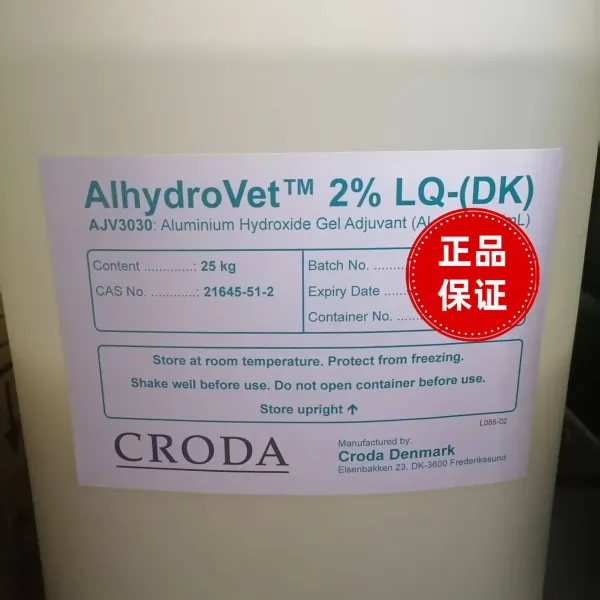 AlhydroVet™ 2% LQ-(DK)
AJV3030: Aluminium Hydroxide Gel Adjuvant
Content ............: 25 kg
CAS No. ............: 21645-51-2
Batch No. 
Expiry Date 
Container No. 
正品
保证
Store at room temperature. Protect from freezing.
Shake well before use. Do not open container before use.
Store upright ↑
L085-02
CRODA
Manufactured by:
Croda Denmark
Elsenbakken 23, DK-3600 Frederikssund